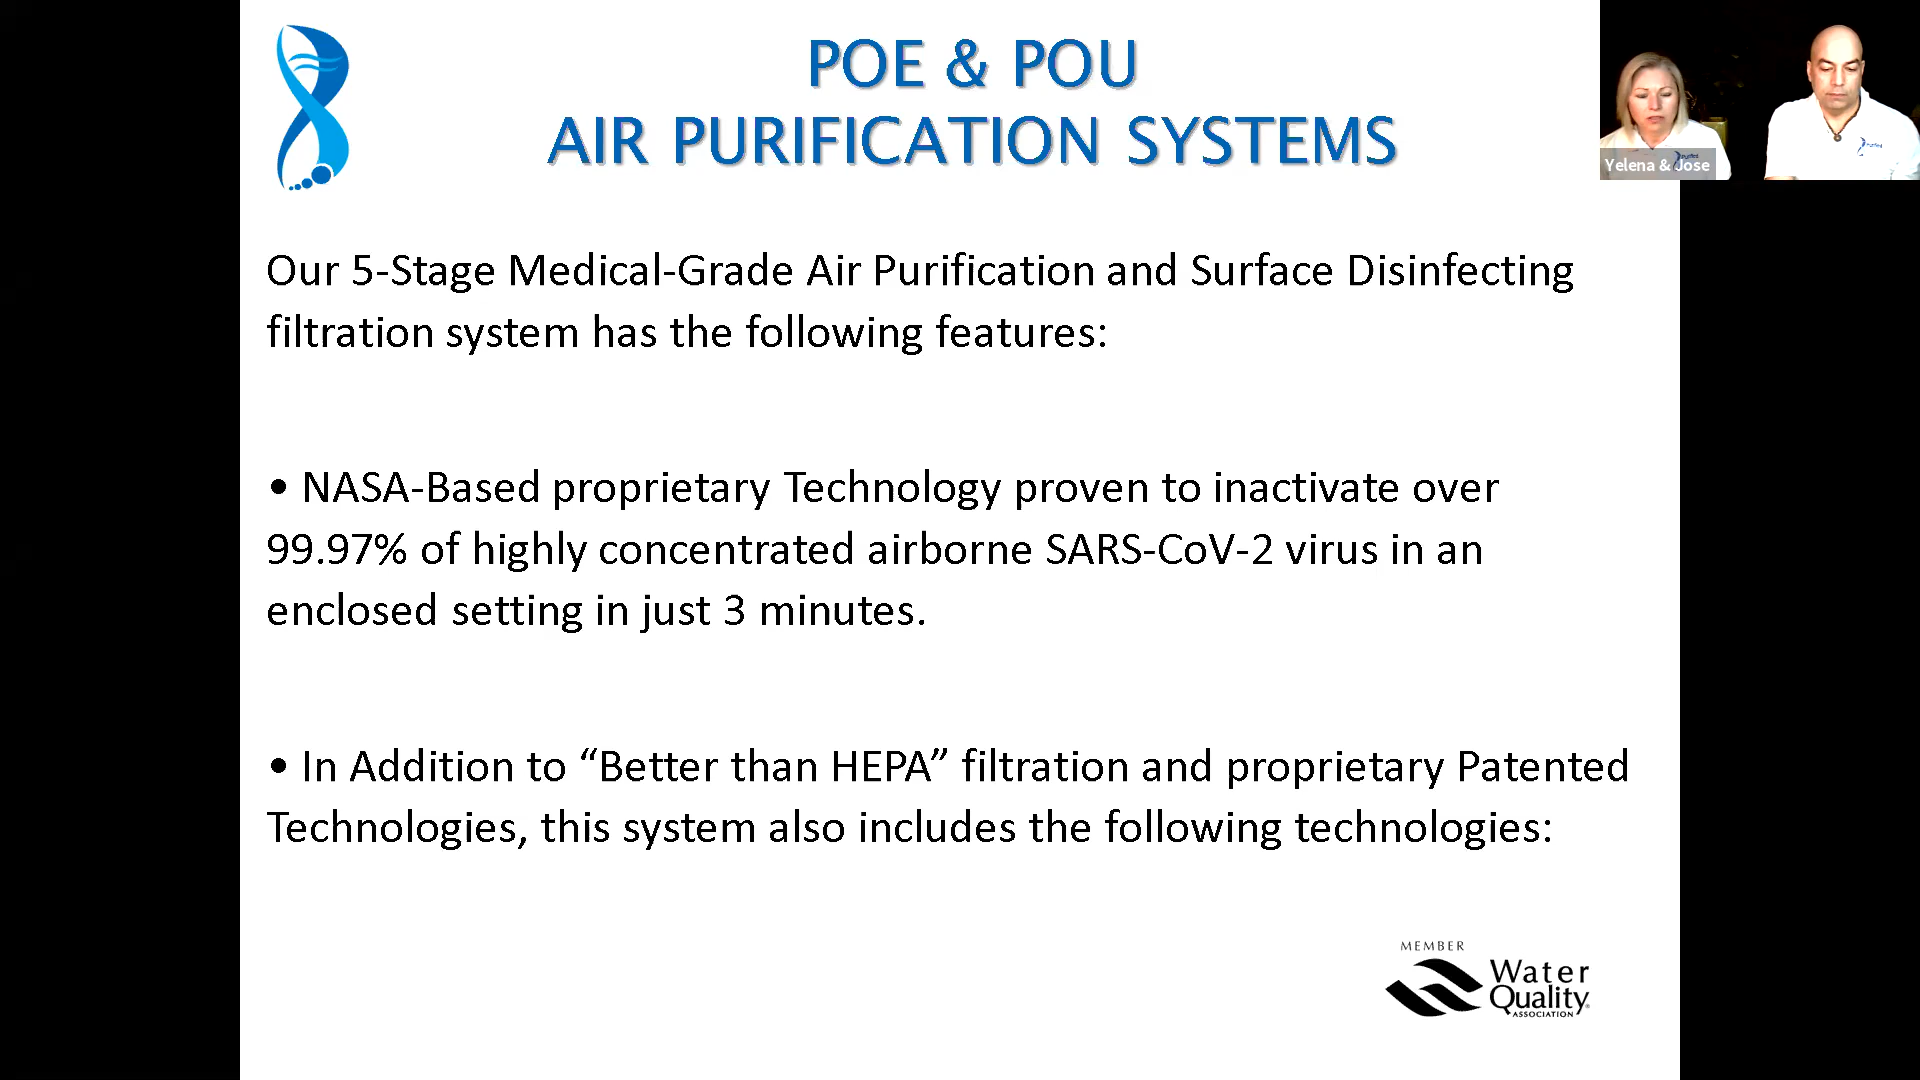 POE & POU
AIR PURIFICATION SYSTEMS
Yelena & Jose
Our 5-Stage Medical-Grade Air Purification and Surface Disinfecting
filtration system has the following features:
• NASA-Based proprietary Technology proven to inactivate over
99.97% of highly concentrated airborne SARS-CoV-2 virus in an
enclosed setting in just 3 minutes.
• In Addition to “Better than HEPA” filtration and proprietary Patented
Technologies, this system also includes the following technologies:
MEMBER
Water
Quality
ASSOCIATION